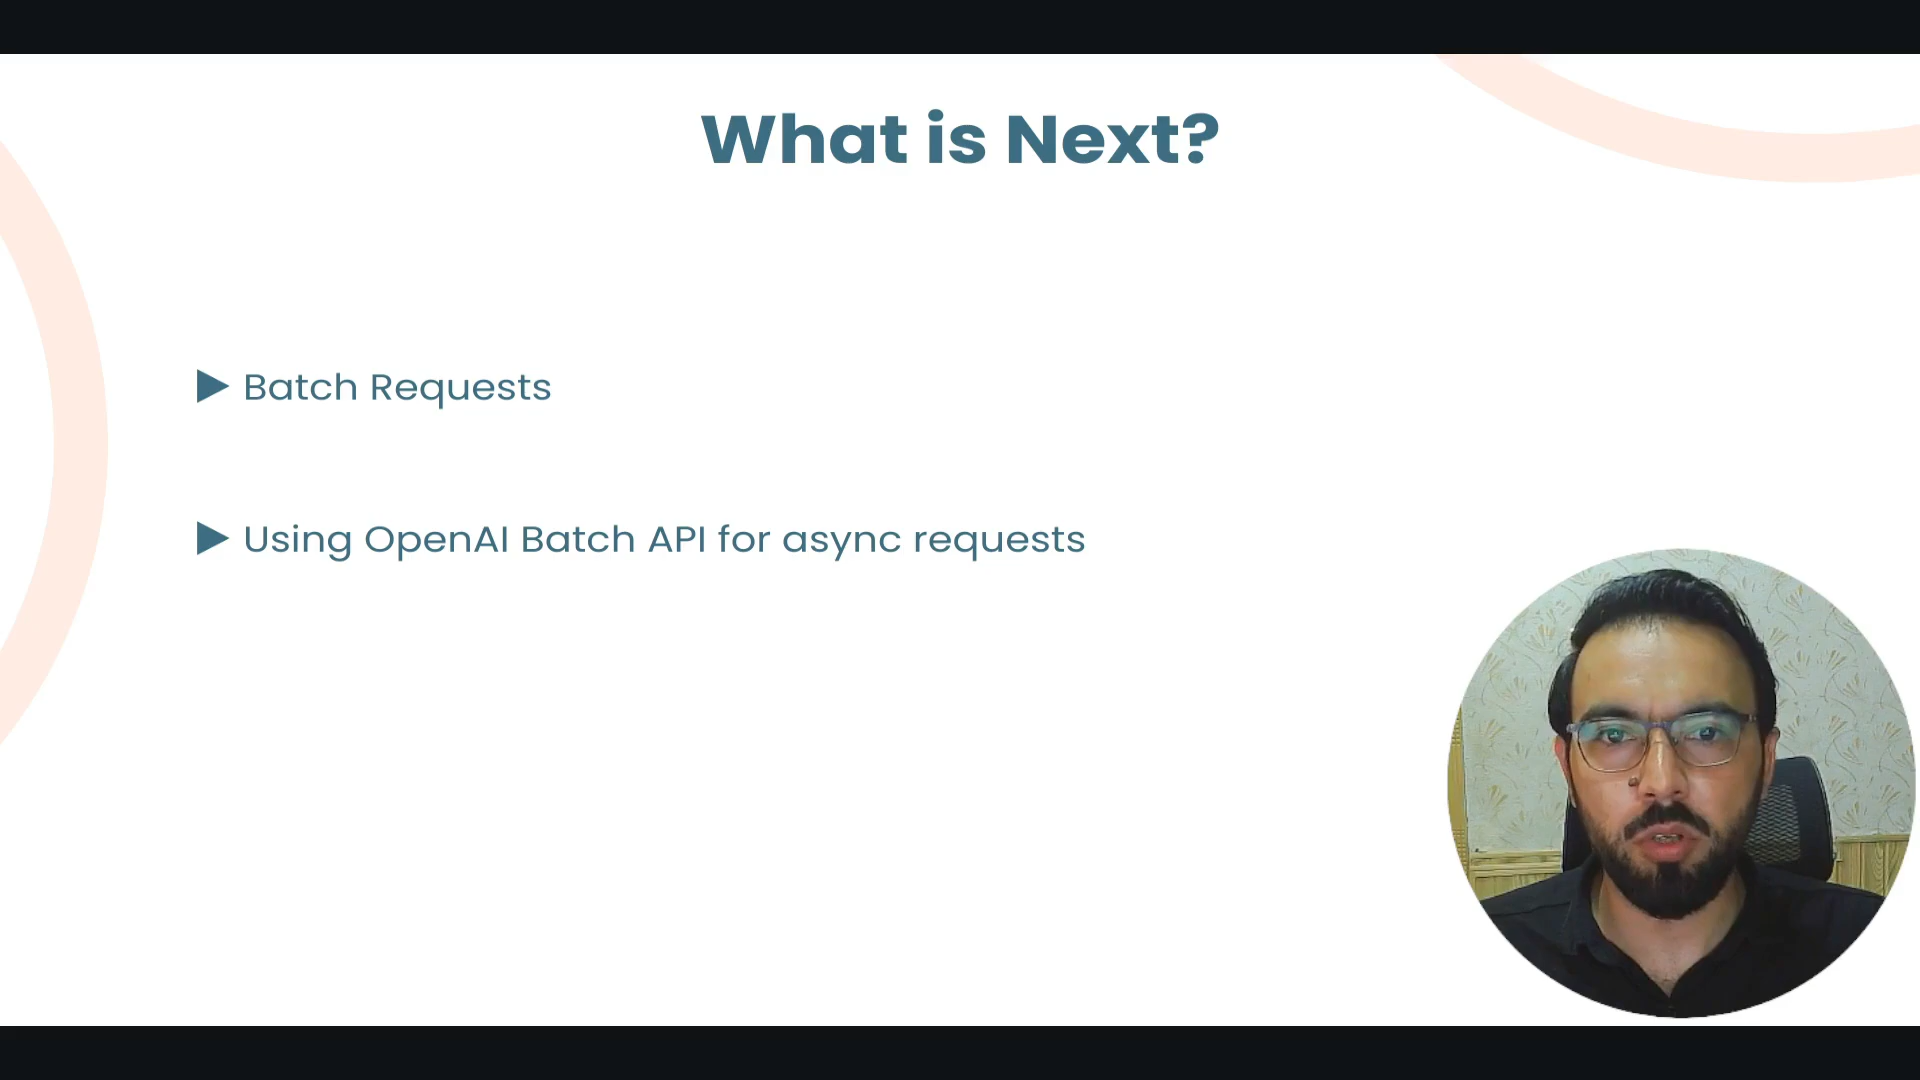 What is Next?
Batch Requests
Using OpenAI Batch API for async requests